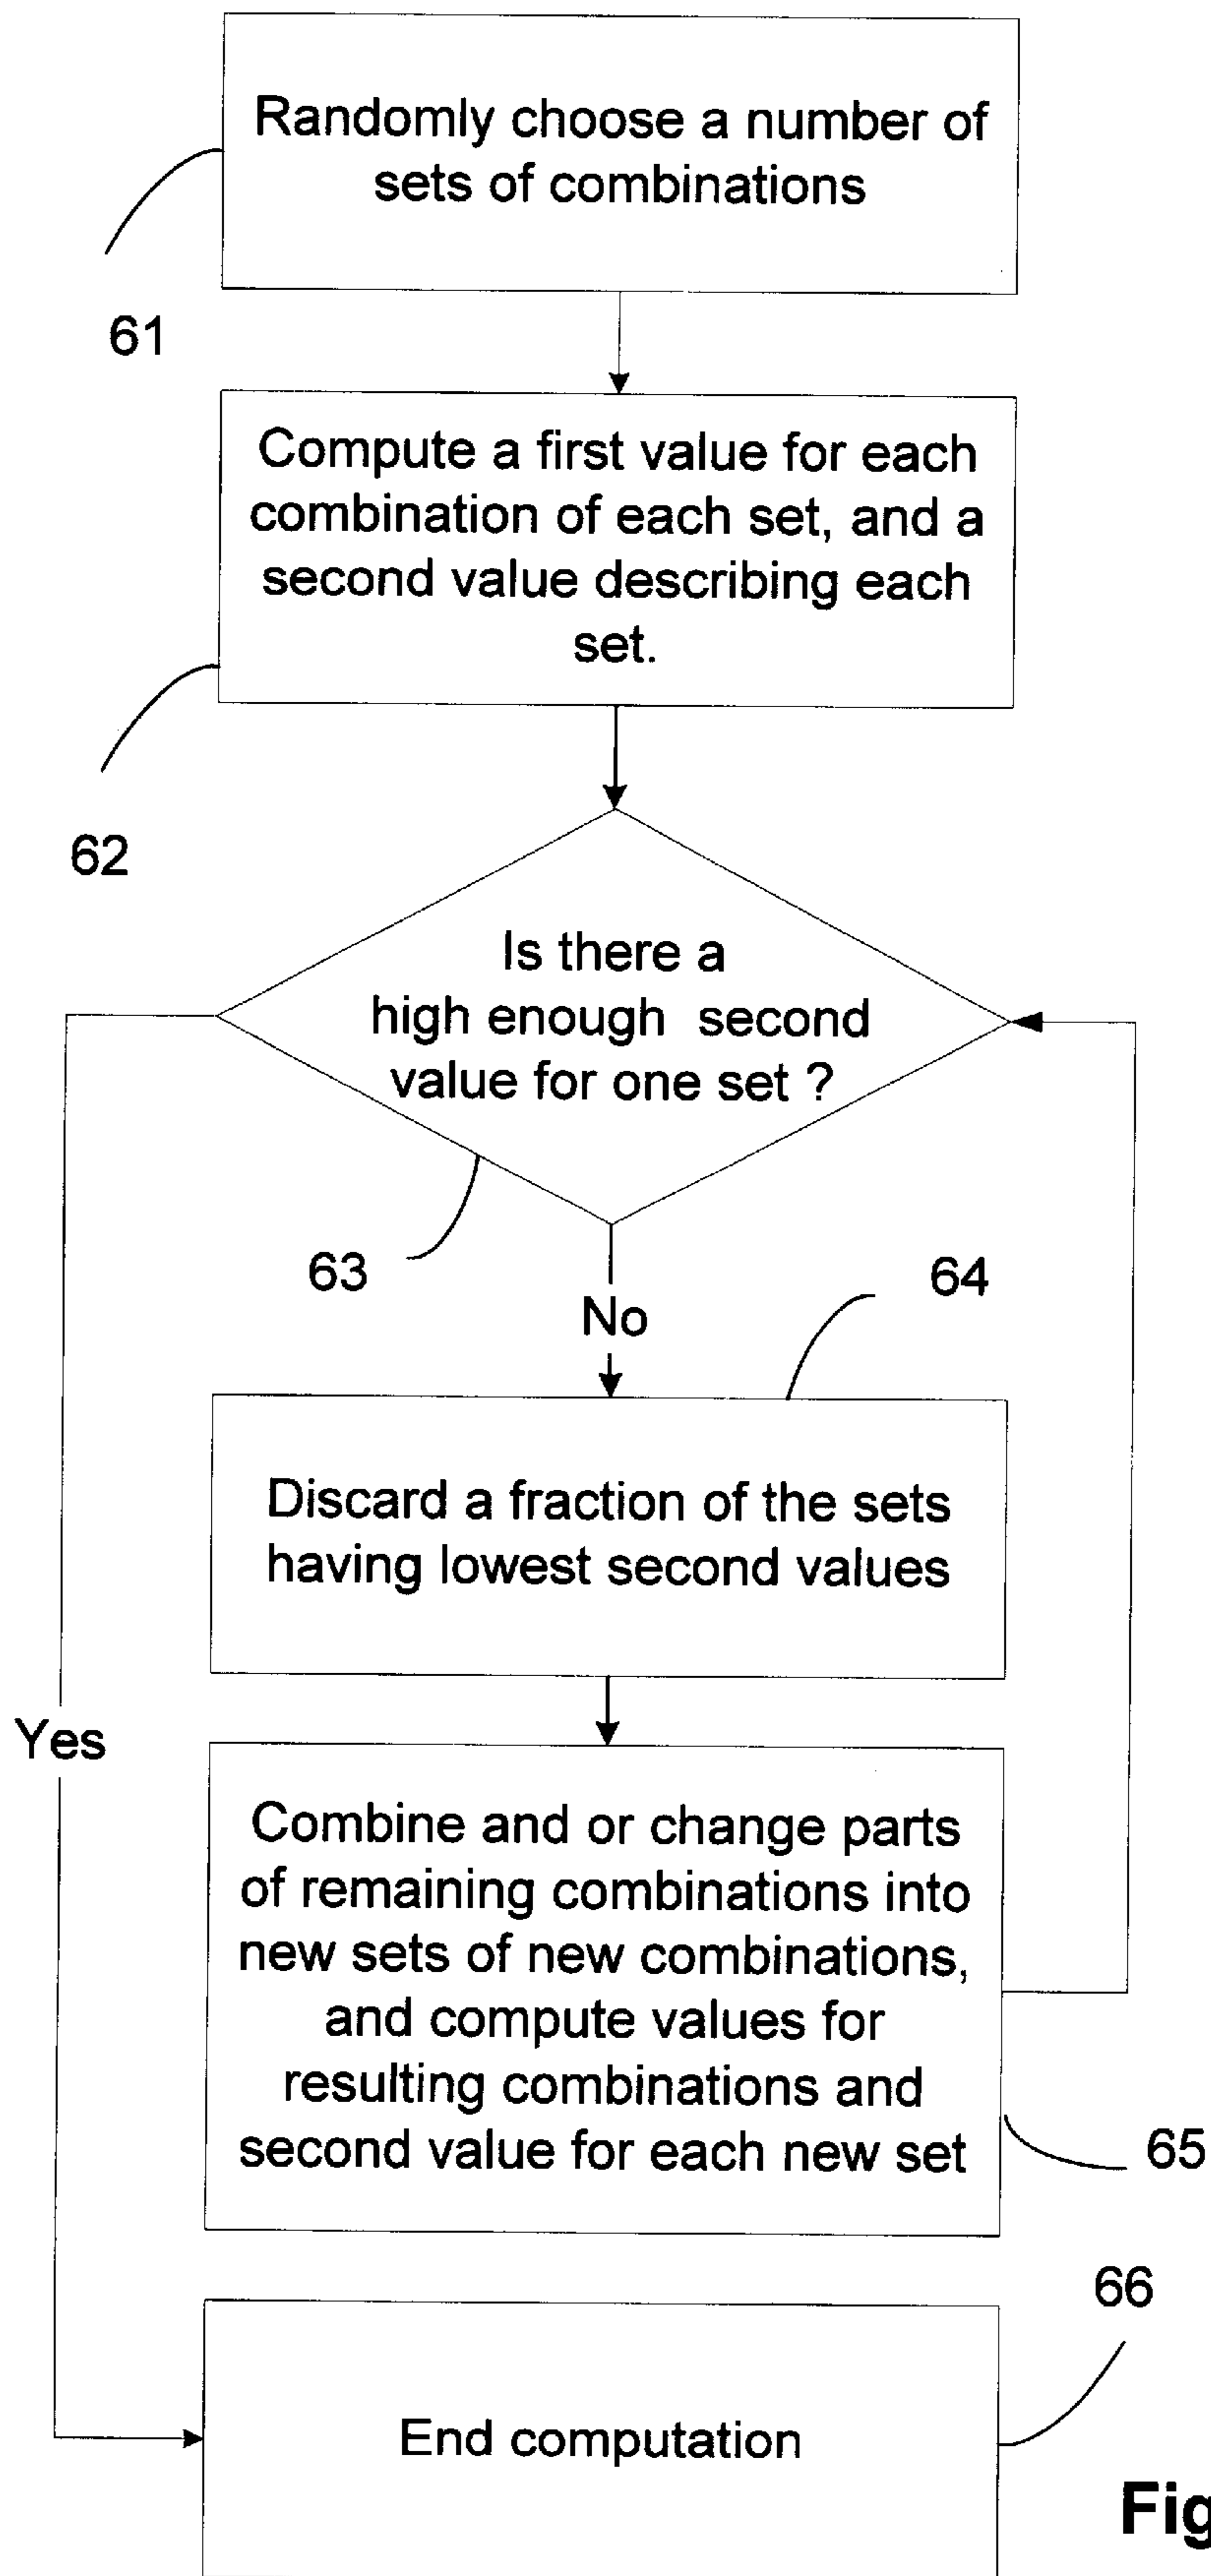 Randomly choose a number of
sets of combinations
61
Compute a first value for each
combination of each set, and a
second value describing each
set.
62
Is there a
high enough second
value for one set ?
63
64
No
Discard a fraction of the sets
having lowest second values
Yes
Combine and or change parts
of remaining combinations into
new sets of new combinations,
and compute values for
resulting combinations and
second value for each new set
65
66
End computation
Fig